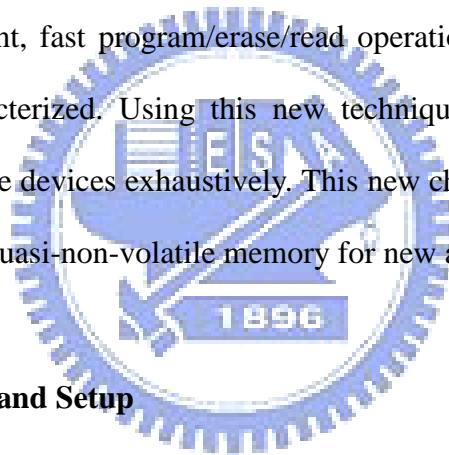 nt, fast program/erase/read operatio
cterized. Using this new techniqu
e devices exhaustively. This new ch
uasi-non-volatile memory for new a
E S A
1896
and Setup